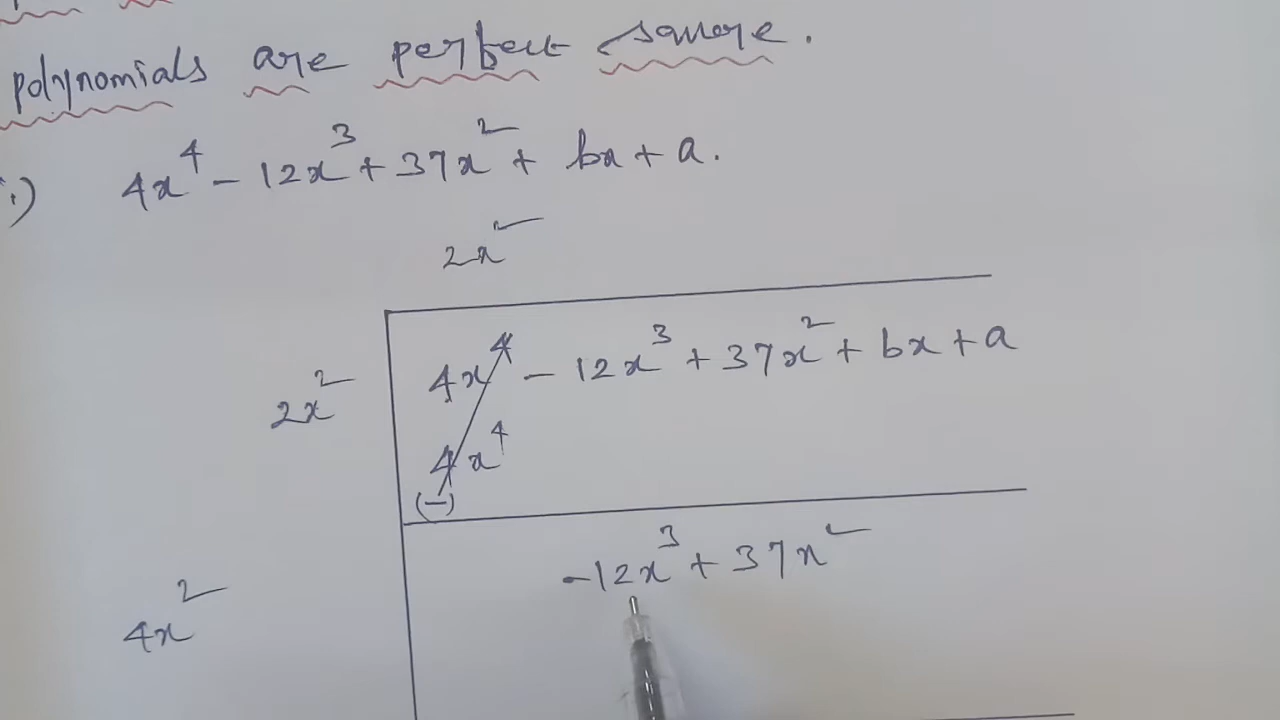 polynomials are perfect square.
i) 4x⁴ - 12x³ + 37x² + bx + a.
2x²
2x² 4x⁴ - 12x³ + 37x² + bx + a
4x⁴
(-)
4x² -12x³ + 37x²